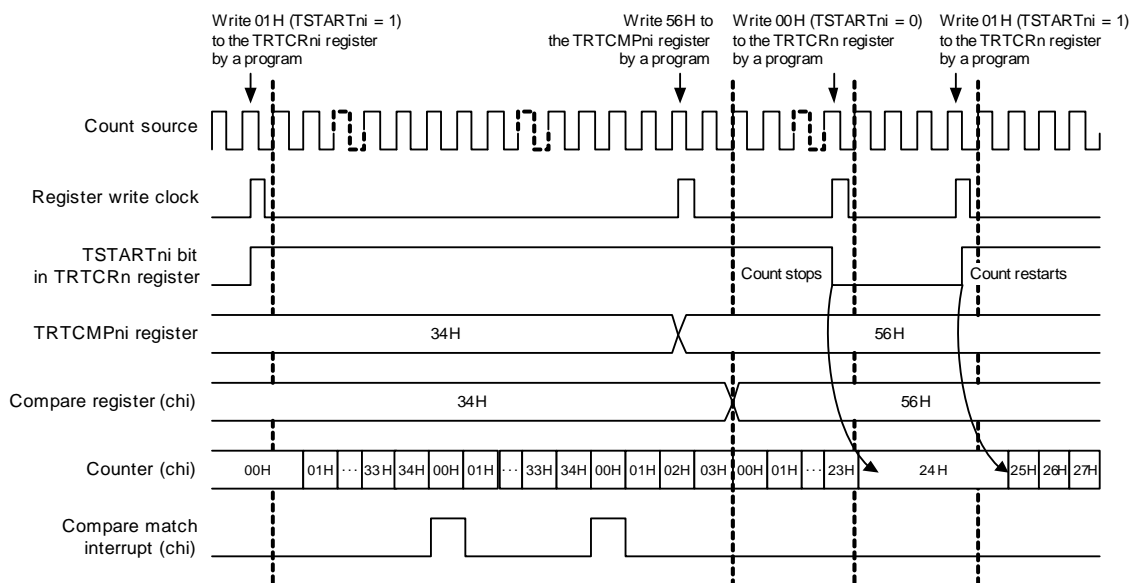 Write 01H (TSTARTni = 1)
to the TRTCRni register
by a program
Write 56H to
the TRTCMPni register
by a program
Write 00H (TSTARTni = 0)
to the TRTCRn register
by a program
Write 01H (TSTARTni = 1)
to the TRTCRn register
by a program
Count source
Register write clock
TSTARTni bit
in TRTCRn register
Count stops
Count restarts
TRTCMPni register
34H
56H
Compare register (chi)
34H
56H
Counter (chi)
00H 01H ... 33H 34H 00H 01H ... 33H 34H 00H 01H 02H 03H 00H 01H ... 23H 24H 25H 26H 27H
Compare match
interrupt (chi)